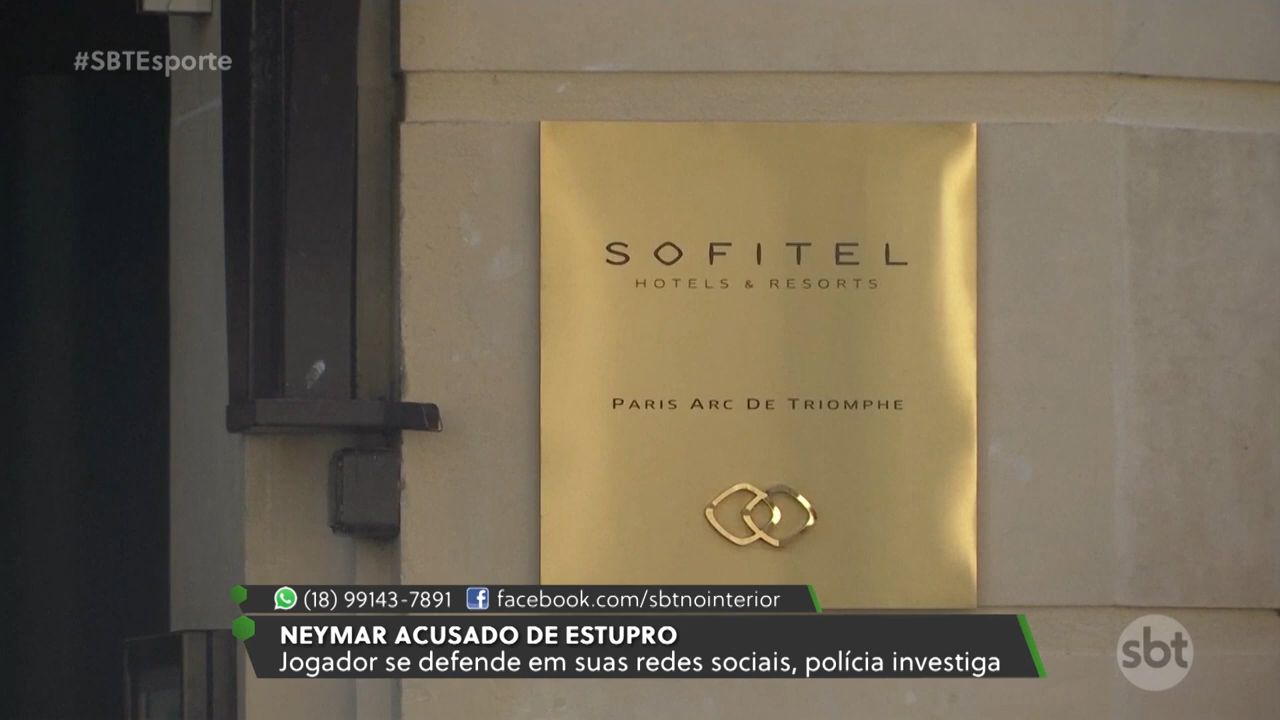 #SBTEsporte
SOFITEL
HOTELS & RESORTS
PARIS ARC DE TRIOMPHE
(18) 99143-7891 facebook.com/sbtnointerior
NEYMAR ACUSADO DE ESTUPRO
Jogador se defende em suas redes sociais, polícia investiga
sbt